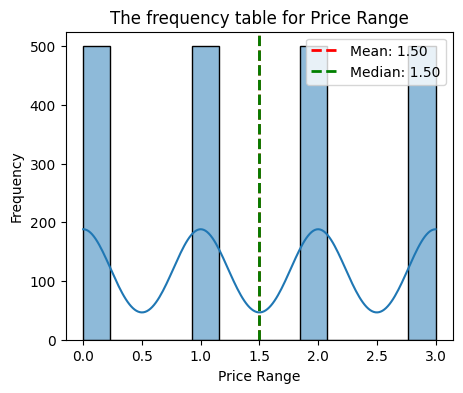 The frequency table for Price Range
Mean: 1.50
Median: 1.50
500
400
300
200
100
0
Frequency
0.0 0.5 1.0 1.5 2.0 2.5 3.0
Price Range